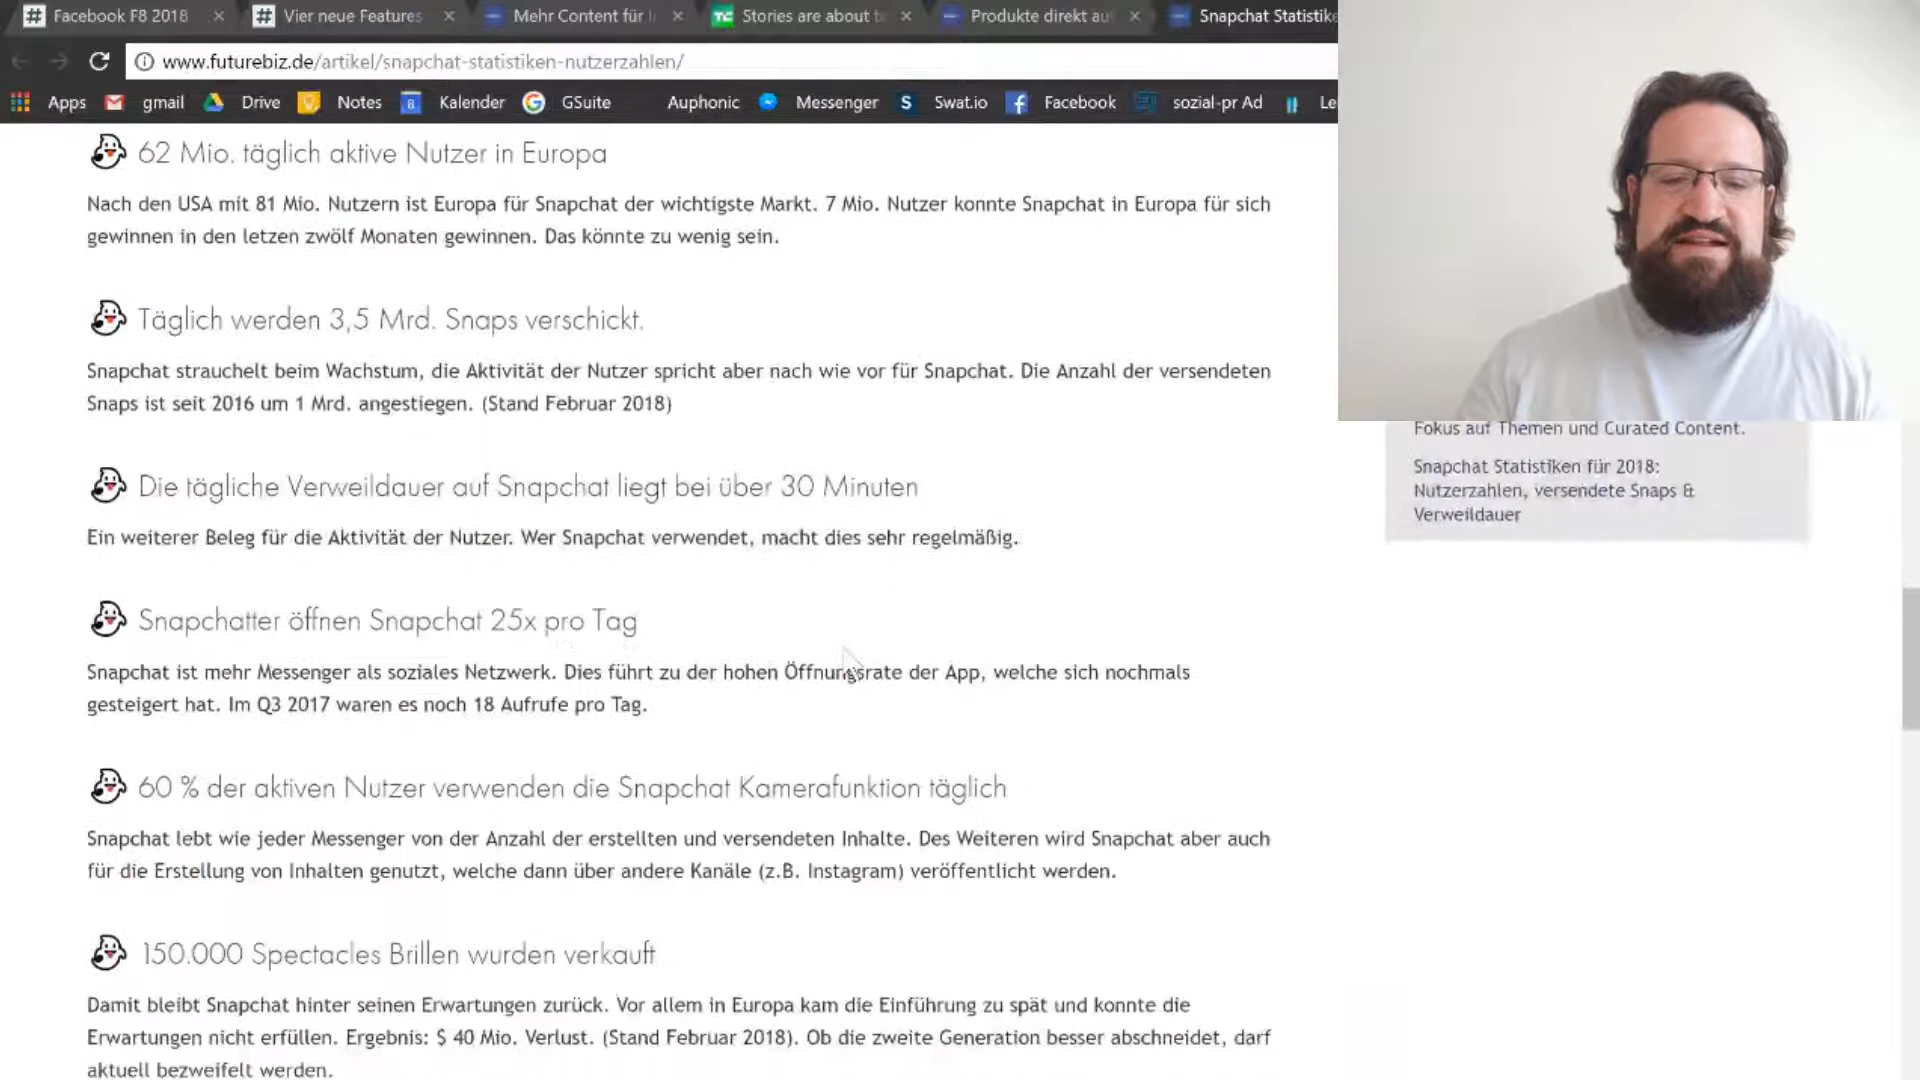 Facebook F8 2018
Vier neue Features
Mehr Content für
Stories are about t
Produkte direkt au
Snapchat Statistike
www.futurebiz.de/artikel/snapchat-statistiken-nutzerzahlen/
Apps
gmail
Drive
Notes
8
Kalender
GSuite
Auphonic
Messenger
S
Swat.io
Facebook
sozial-pr Ad
Le
62 Mio. täglich aktive Nutzer in Europa
Nach den USA mit 81 Mio. Nutzern ist Europa für Snapchat der wichtigste Markt. 7 Mio. Nutzer konnte Snapchat in Europa für sich
gewinnen in den letzen zwölf Monaten gewinnen. Das könnte zu wenig sein.
Täglich werden 3,5 Mrd. Snaps verschickt.
Snapchat strauchelt beim Wachstum, die Aktivität der Nutzer spricht aber nach wie vor für Snapchat. Die Anzahl der versendeten
Snaps ist seit 2016 um 1 Mrd. angestiegen. (Stand Februar 2018)
Die tägliche Verweildauer auf Snapchat liegt bei über 30 Minuten
Ein weiterer Beleg für die Aktivität der Nutzer. Wer Snapchat verwendet, macht dies sehr regelmäßig.
Snapchatter öffnen Snapchat 25x pro Tag
Snapchat ist mehr Messenger als soziales Netzwerk. Dies führt zu der hohen Öffnungsrate der App, welche sich nochmals
gesteigert hat. Im Q3 2017 waren es noch 18 Aufrufe pro Tag.
60 % der aktiven Nutzer verwenden die Snapchat Kamerafunktion täglich
Snapchat lebt wie jeder Messenger von der Anzahl der erstellten und versendeten Inhalte. Des Weiteren wird Snapchat aber auch
für die Erstellung von Inhalten genutzt, welche dann über andere Kanäle (z.B. Instagram) veröffentlicht werden.
150.000 Spectacles Brillen wurden verkauft
Damit bleibt Snapchat hinter seinen Erwartungen zurück. Vor allem in Europa kam die Einführung zu spät und konnte die
Erwartungen nicht erfüllen. Ergebnis: $ 40 Mio. Verlust. (Stand Februar 2018). Ob die zweite Generation besser abschneidet, darf
aktuell bezweifelt werden.
Fokus auf Themen und Curated Content.
Snapchat Statistiken für 2018:
Nutzerzahlen, versendete Snaps &
Verweildauer